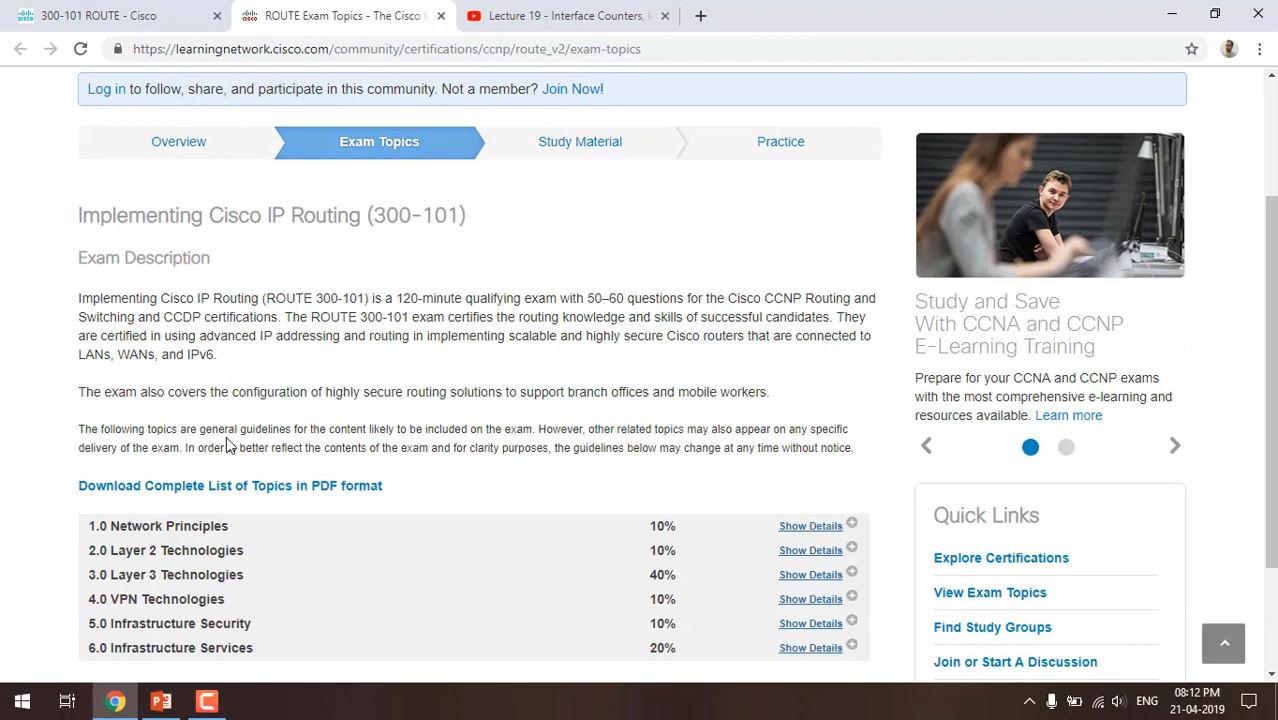 300-101 ROUTE - Cisco
ROUTE Exam Topics - The Cisco
Lecture 19 - Interface Counters,
https://learningnetwork.cisco.com/community/certifications/ccnp/route_v2/exam-topics
Log in to follow, share, and participate in this community. Not a member? Join Now!
Overview
Exam Topics
Study Material
Practice
Implementing Cisco IP Routing (300-101)
Exam Description
Implementing Cisco IP Routing (ROUTE 300-101) is a 120-minute qualifying exam with 50–60 questions for the Cisco CCNP Routing and
Switching and CCDP certifications. The ROUTE 300-101 exam certifies the routing knowledge and skills of successful candidates. They
are certified in using advanced IP addressing and routing in implementing scalable and highly secure Cisco routers that are connected to
LANs, WANs, and IPv6.
The exam also covers the configuration of highly secure routing solutions to support branch offices and mobile workers.
The following topics are general guidelines for the content likely to be included on the exam. However, other related topics may also appear on any specific
delivery of the exam. In order to better reflect the contents of the exam and for clarity purposes, the guidelines below may change at any time without notice.
Download Complete List of Topics in PDF format
1.0 Network Principles 10% Show Details
2.0 Layer 2 Technologies 10% Show Details
3.0 Layer 3 Technologies 40% Show Details
4.0 VPN Technologies 10% Show Details
5.0 Infrastructure Security 10% Show Details
6.0 Infrastructure Services 20% Show Details
Study and Save
With CCNA and CCNP
E-Learning Training
Prepare for your CCNA and CCNP exams
with the most comprehensive e-learning and
resources available. Learn more
Quick Links
Explore Certifications
View Exam Topics
Find Study Groups
Join or Start A Discussion
ENG
08:12 PM
21-04-2019